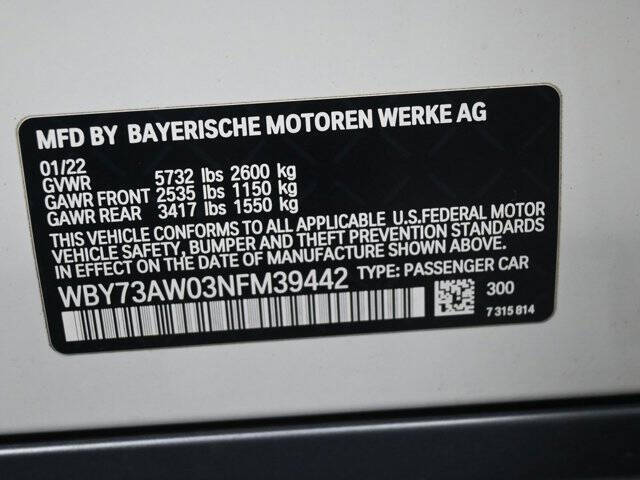 MFD BY BAYERISCHE MOTOREN WERKE AG
01/22
GVWR 5732 lbs 2600 kg
GAWR FRONT 2535 lbs 1150 kg
GAWR REAR 3417 lbs 1550 kg
THIS VEHICLE CONFORMS TO ALL APPLICABLE U.S.FEDERAL MOTOR
VEHICLE SAFETY, BUMPER AND THEFT PREVENTION STANDARDS
IN EFFECT ON THE DATE OF MANUFACTURE SHOWN ABOVE.
WBY73AW03NFM39442 TYPE: PASSENGER CAR
300
7 315 814